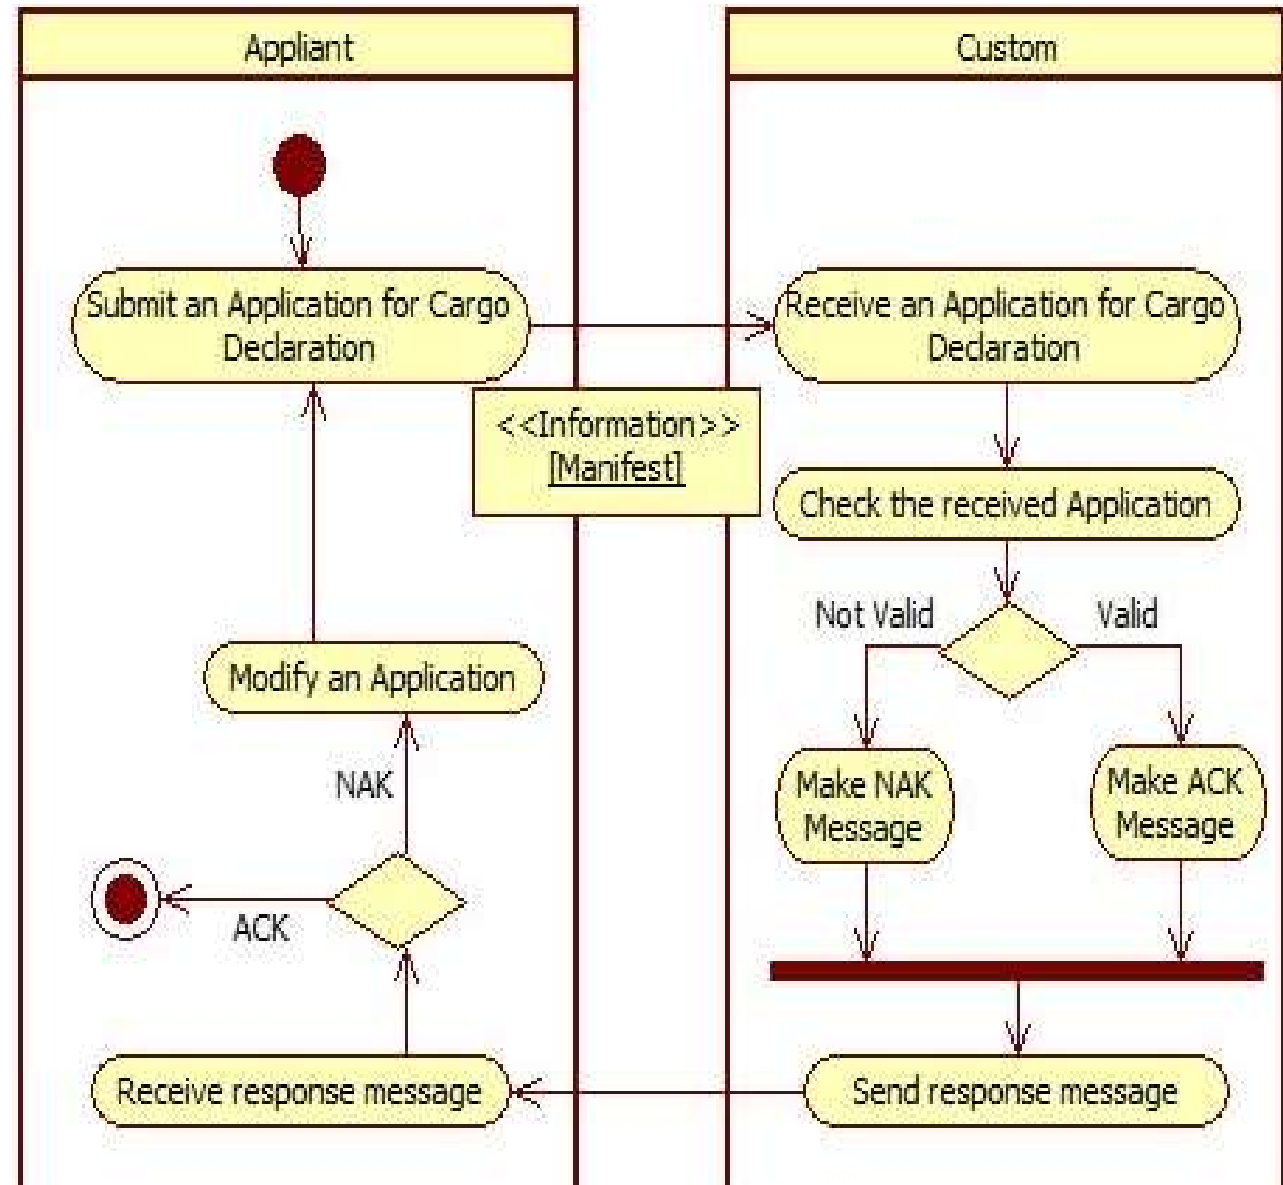 Appliant
Custom
Submit an Application for Cargo
Declaration
Receive an Application for Cargo
Declaration
<<Information>>
[Manifest]
Check the received Application
Not Valid
Valid
Modify an Application
NAK
Make NAK
Message
Make ACK
Message
ACK
Receive response message
Send response message